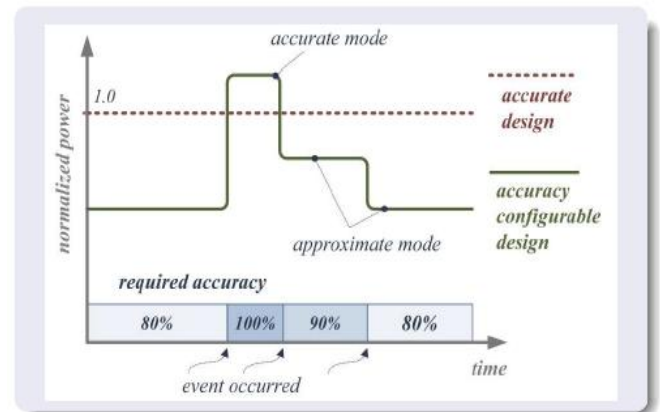 accurate mode
1.0
accurate
design
normalized power
accuracy
configurable
design
approximate mode
required accuracy
80%
100%
90%
80%
time
event occurred